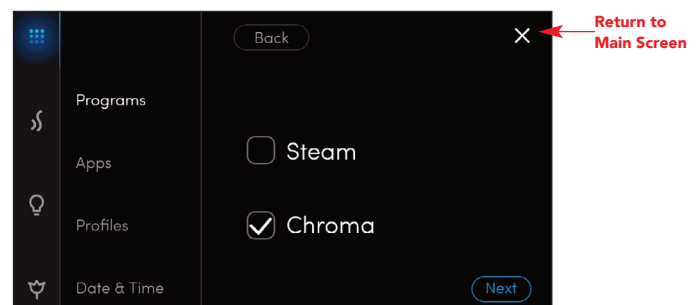 Back
Return to
Main Screen
Programs
Steam
Apps
Chroma
Profiles
Date & Time
Next